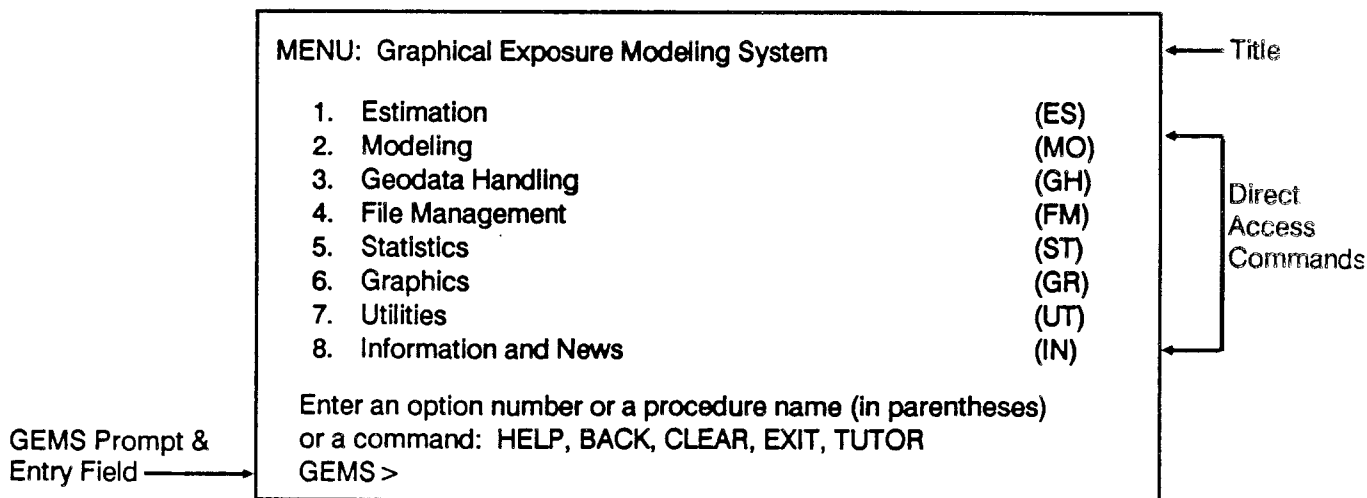 MENU: Graphical Exposure Modeling System
Title
1. Estimation (ES)
2. Modeling (MO)
3. Geodata Handling (GH)
4. File Management (FM)
5. Statistics (ST)
6. Graphics (GR)
7. Utilities (UT)
8. Information and News (IN)
Direct
Access
Commands
Enter an option number or a procedure name (in parentheses)
or a command: HELP, BACK, CLEAR, EXIT, TUTOR
GEMS >
GEMS Prompt &
Entry Field